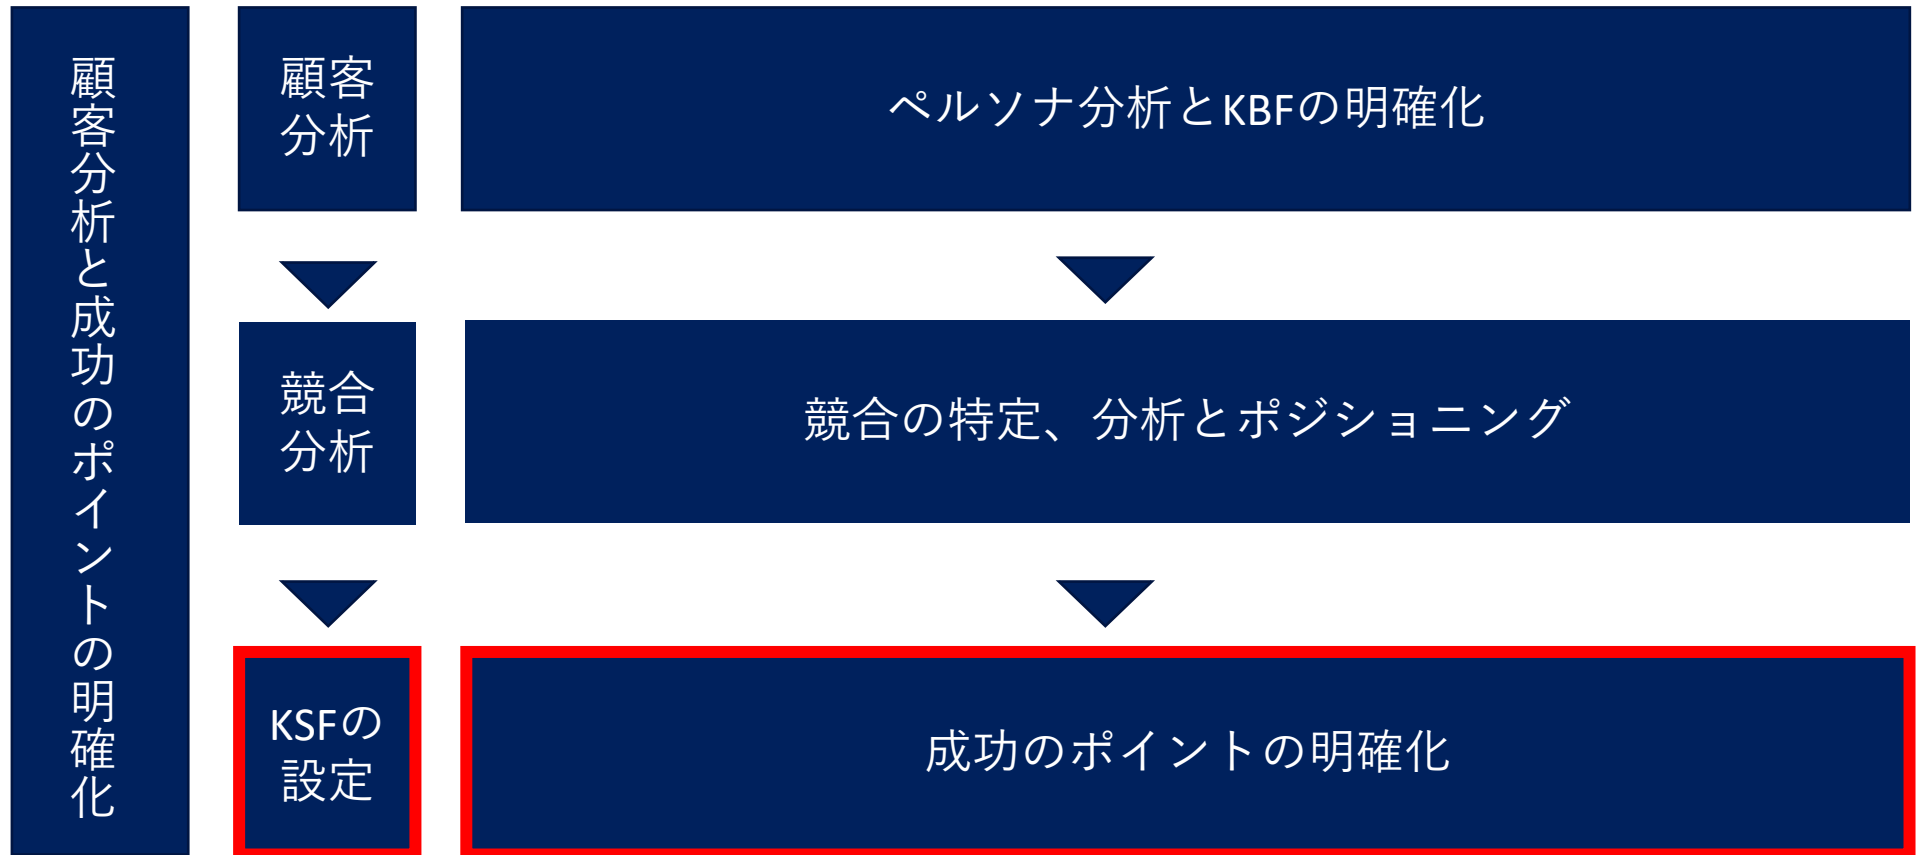 顧客分析と成功のポイントの明確化
顧客
分析
ペルソナ分析とKBFの明確化
競合
分析
競合の特定、分析とポジショニング
KSFの
設定
成功のポイントの明確化